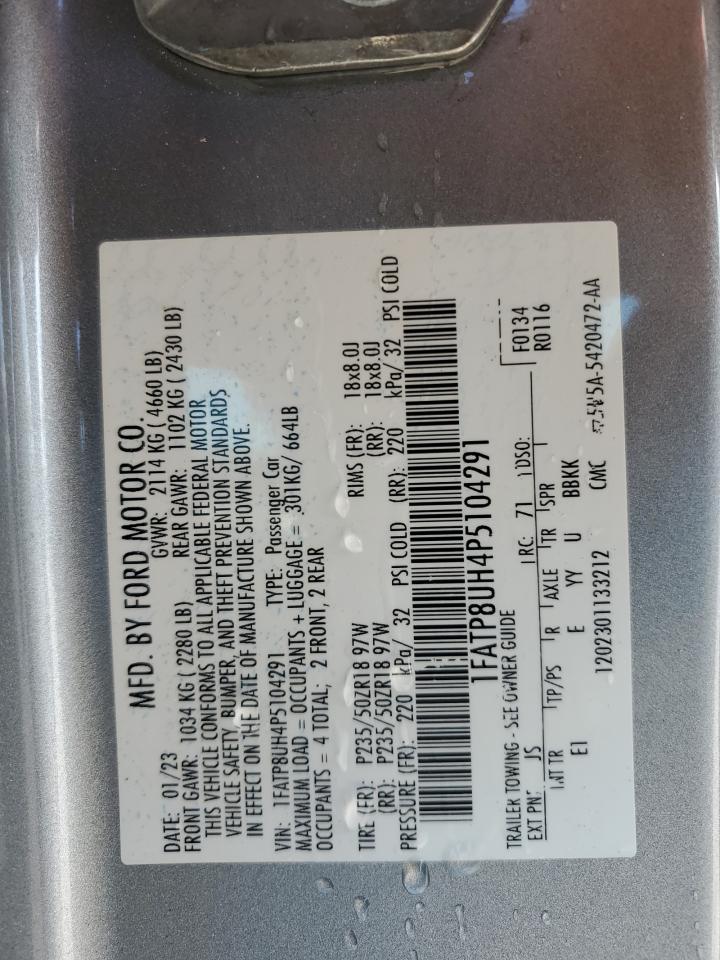 MFD. BY FORD MOTOR CO.
DATE: 01/23 GVWR: 2114 KG ( 4660 LB)
FRONT GAWR: 1034 KG ( 2280 LB) REAR GAWR: 1102 KG ( 2430 LB)
THIS VEHICLE CONFORMS TO ALL APPLICABLE FEDERAL MOTOR
VEHICLE SAFETY, BUMPER, AND THEFT PREVENTION STANDARDS
IN EFFECT ON THE DATE OF MANUFACTURE SHOWN ABOVE.
VIN: 1FATP8UH4P5104291 TYPE: Passenger Car
MAXIMUM LOAD = OCCUPANTS + LUGGAGE = 301KG/ 664LB
OCCUPANTS = 4 TOTAL; 2 FRONT, 2 REAR
TIRE (FR): P235/50ZR18 97W RIMS (FR): 18x8.0J
(RR): P235/50ZR18 97W (RR): 18x8.0J
PRESSURE (FR): 220 kPa/ 32 PSI COLD (RR): 220 kPa/ 32 PSI COLD
1FATP8UH4P5104291
TRAILER TOWING - SEE OWNER GUIDE F0134
EXT PNT: JS RC: 71 DSO: R0116
INT TR TP/PS R AXLE TR SPR
EI E YY U BBKK
1202301133212 CMC 5U5A-5420472-AA